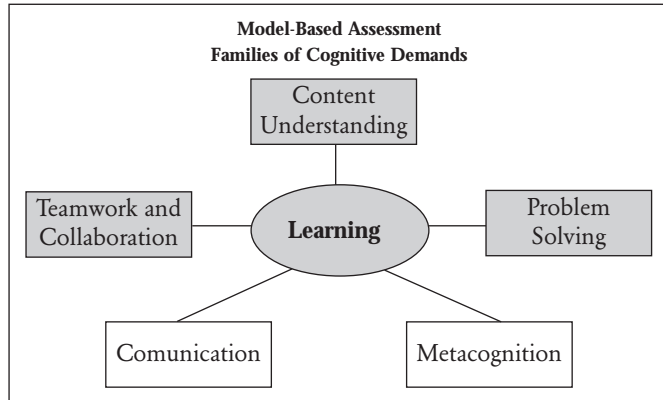 Model-Based Assessment
Families of Cognitive Demands
Content
Understanding
Teamwork and
Collaboration
Learning
Problem
Solving
Comunication
Metacognition